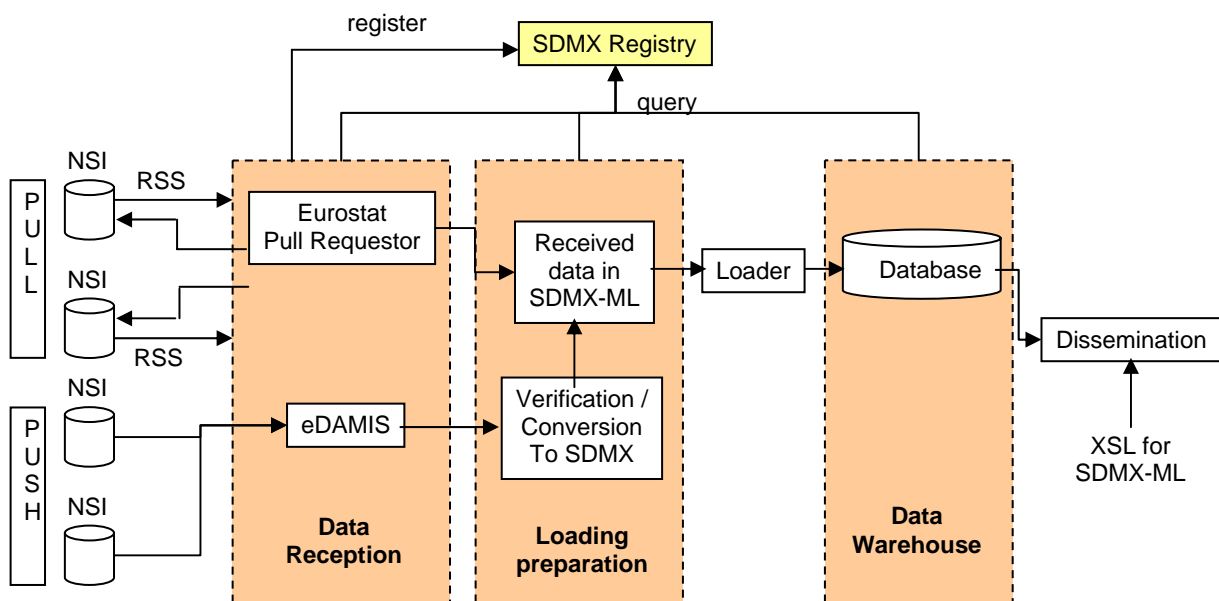 register
SDMX Registry
query
NSI
RSS
P
U
L
L
Eurostat
Pull Requestor
Received
data in
SDMX-ML
Loader
Database
NSI
RSS
Dissemination
NSI
P
U
S
H
eDAMIS
Verification /
Conversion
To SDMX
XSL for
SDMX-ML
NSI
Data
Reception
Loading
preparation
Data
Warehouse